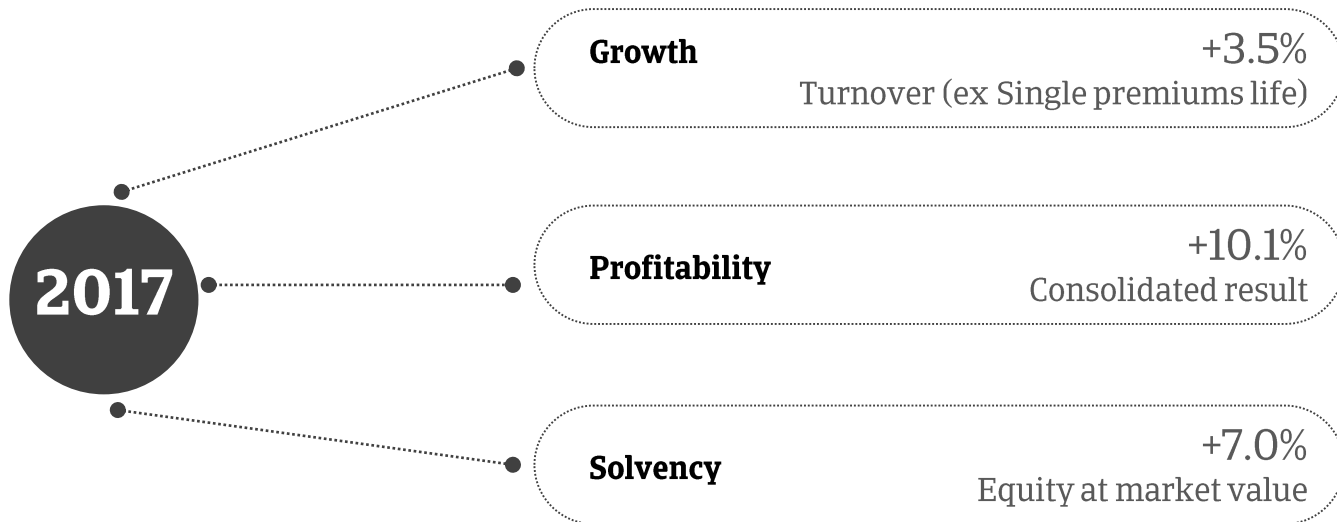 2017
Growth
+3.5%
Turnover (ex Single premiums life)
Profitability
+10.1%
Consolidated result
Solvency
+7.0%
Equity at market value